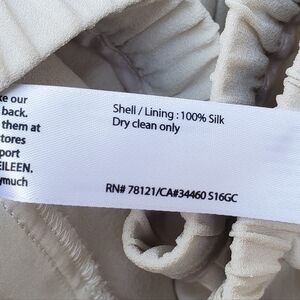 ke our
back.
them at
tores
port
EILEEN.
ymuch
Shell / Lining : 100% Silk
Dry clean only
RN# 78121/CA#34460 S16GC